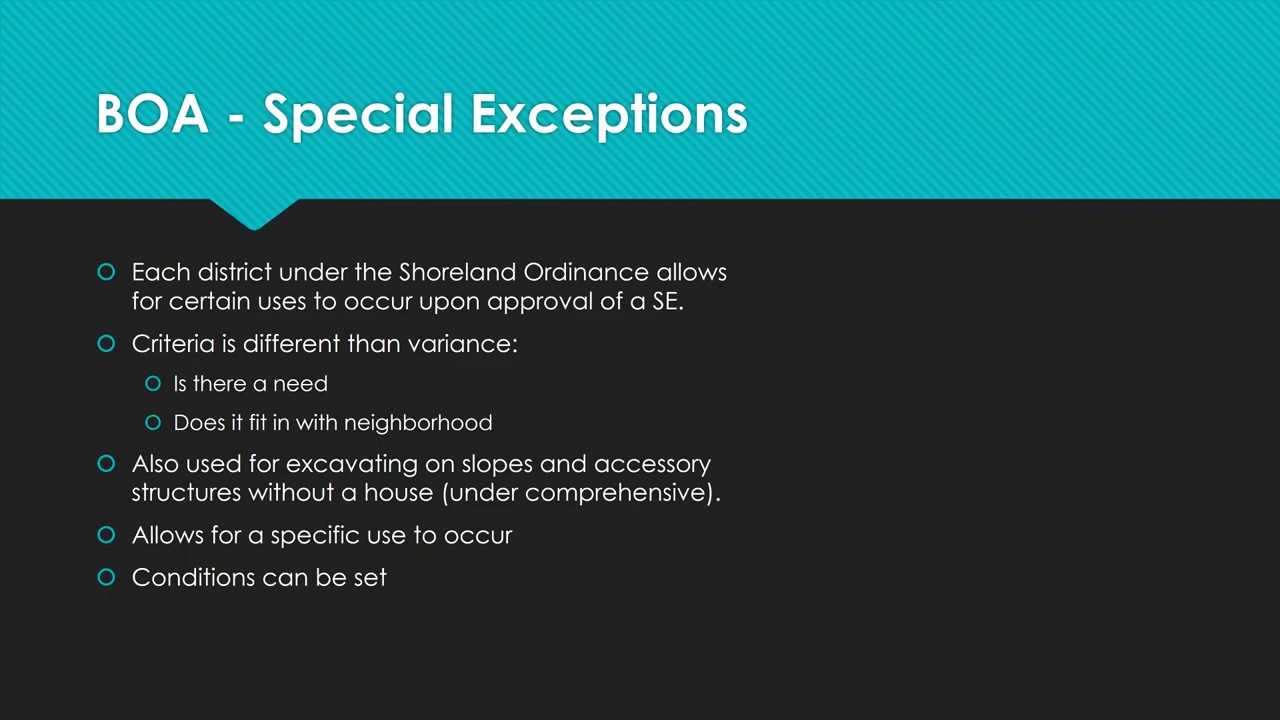 BOA - Special Exceptions
Each district under the Shoreland Ordinance allows
for certain uses to occur upon approval of a SE.
Criteria is different than variance:
Is there a need
Does it fit in with neighborhood
Also used for excavating on slopes and accessory
structures without a house (under comprehensive).
Allows for a specific use to occur
Conditions can be set